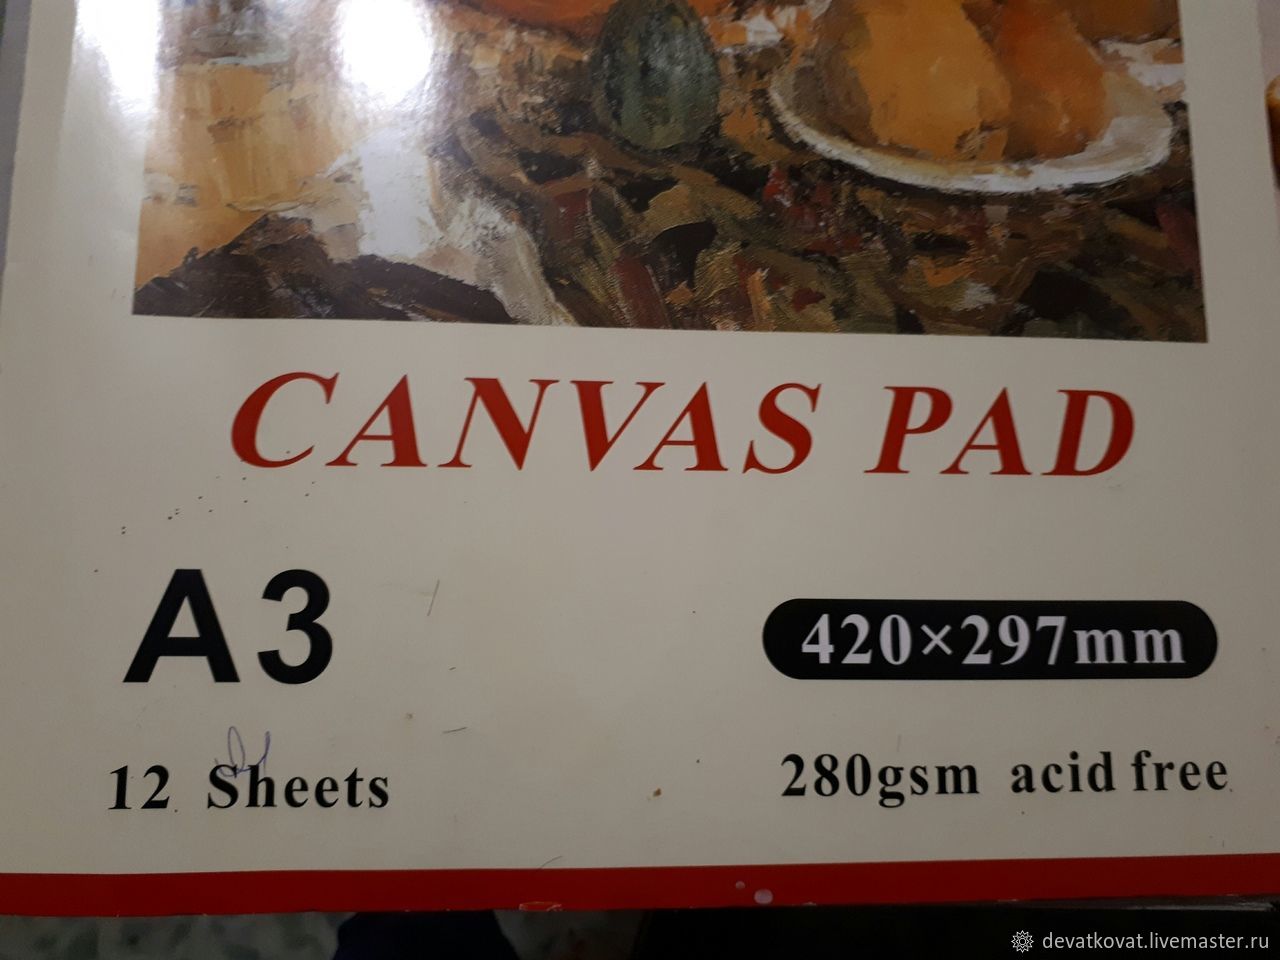 CANVAS PAD
A3
420×297mm
12 Sheets
280gsm acid free
devatkovat.livemaster.ru